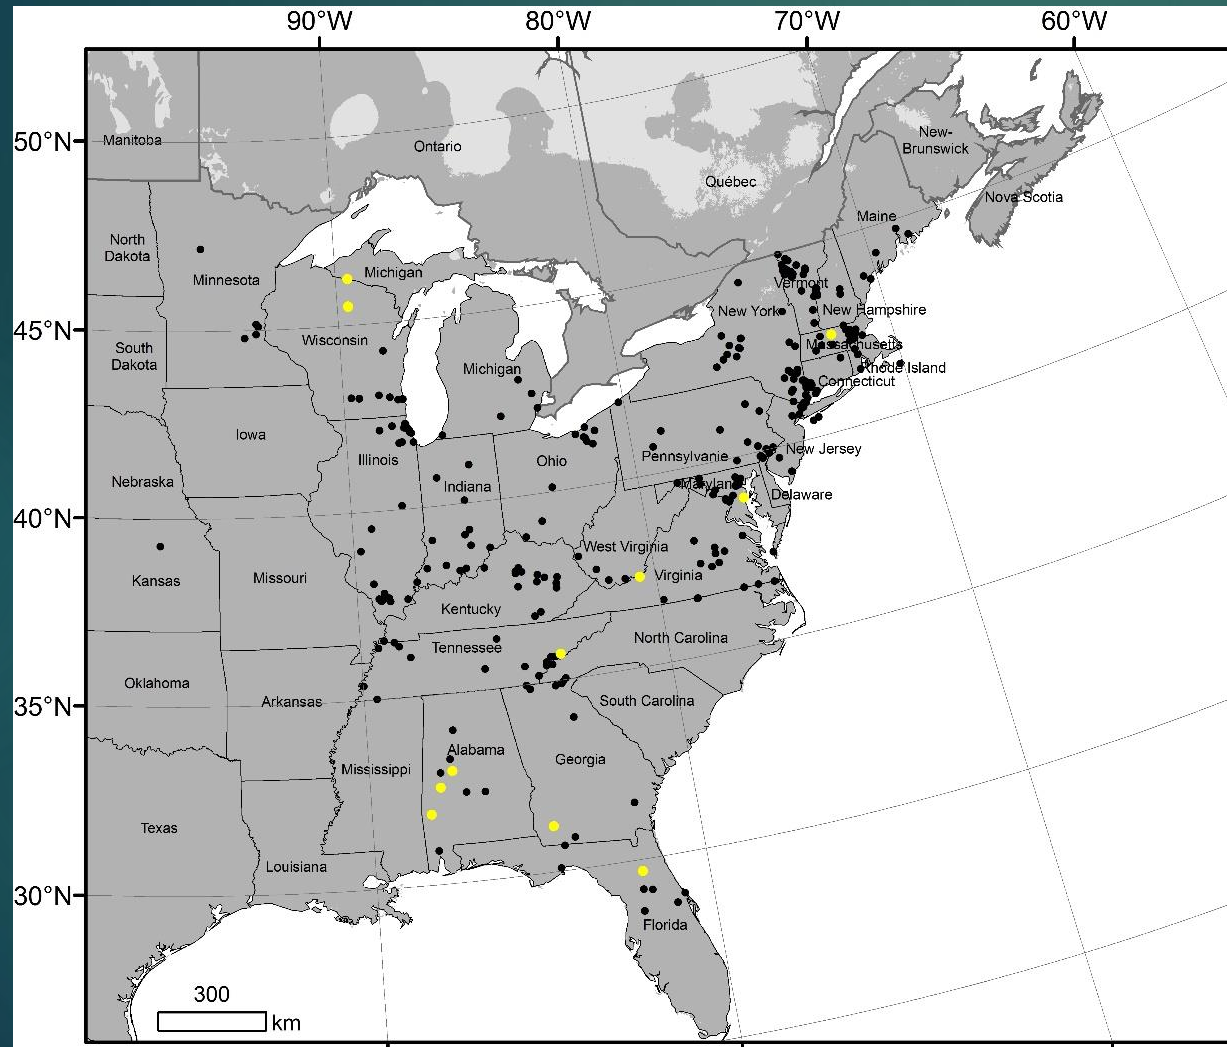 90°W 80°W 70°W 60°W
50°N
45°N
40°N
35°N
30°N
Manitoba
Ontario
Québec
New-
Brunswick
Nova Scotia
Maine
North
Dakota
Minnesota
Michigan
Vermont
New York
New Hampshire
South
Dakota
Wisconsin
Michigan
Massachusetts
Rhode Island
Connecticut
Iowa
Illinois
Ohio
Pennsylvanie
New Jersey
Nebraska
Indiana
Maryland
Delaware
West Virginia
Kansas
Missouri
Virginia
Kentucky
Tennessee
North Carolina
Oklahoma
Arkansas
South Carolina
Mississippi
Alabama
Georgia
Texas
Louisiana
Florida
300
km